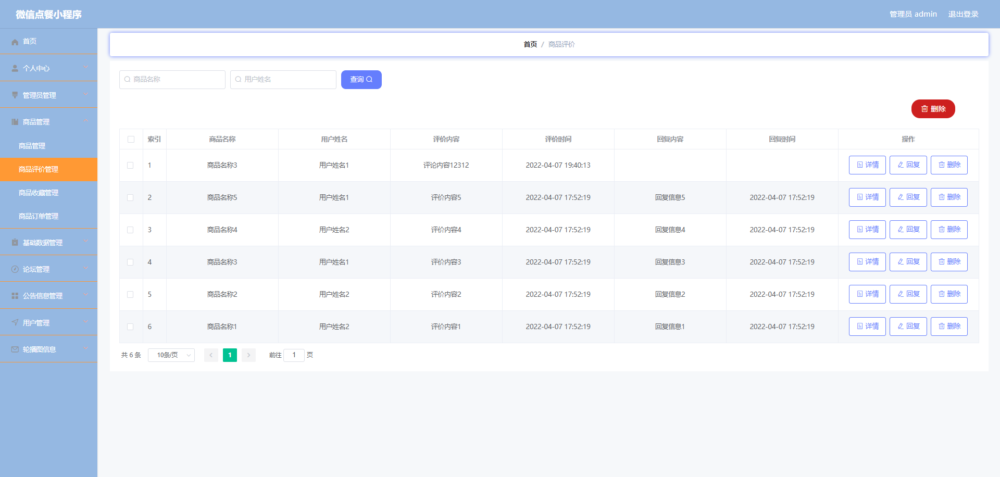 微信点餐小程序
管理员 admin 退出登录
首页
个人中心
管理员管理
商品管理
商品管理
商品评价管理
商品收藏管理
商品订单管理
基础数据管理
论坛管理
公告信息管理
用户管理
轮播图信息
首页 / 商品评价
商品名称 用户姓名 查询
删除
索引 商品名称 用户姓名 评价内容 评价时间 回复内容 回复时间 操作
1 商品名称3 用户姓名1 评论内容12312 2022-04-07 19:40:13 详情 回复 删除
2 商品名称5 用户姓名1 评价内容5 2022-04-07 17:52:19 回复信息5 2022-04-07 17:52:19 详情 回复 删除
3 商品名称4 用户姓名2 评价内容4 2022-04-07 17:52:19 回复信息4 2022-04-07 17:52:19 详情 回复 删除
4 商品名称3 用户姓名1 评价内容3 2022-04-07 17:52:19 回复信息3 2022-04-07 17:52:19 详情 回复 删除
5 商品名称2 用户姓名2 评价内容2 2022-04-07 17:52:19 回复信息2 2022-04-07 17:52:19 详情 回复 删除
6 商品名称1 用户姓名2 评价内容1 2022-04-07 17:52:19 回复信息1 2022-04-07 17:52:19 详情 回复 删除
共 6 条 10条/页 1 前往 1 页